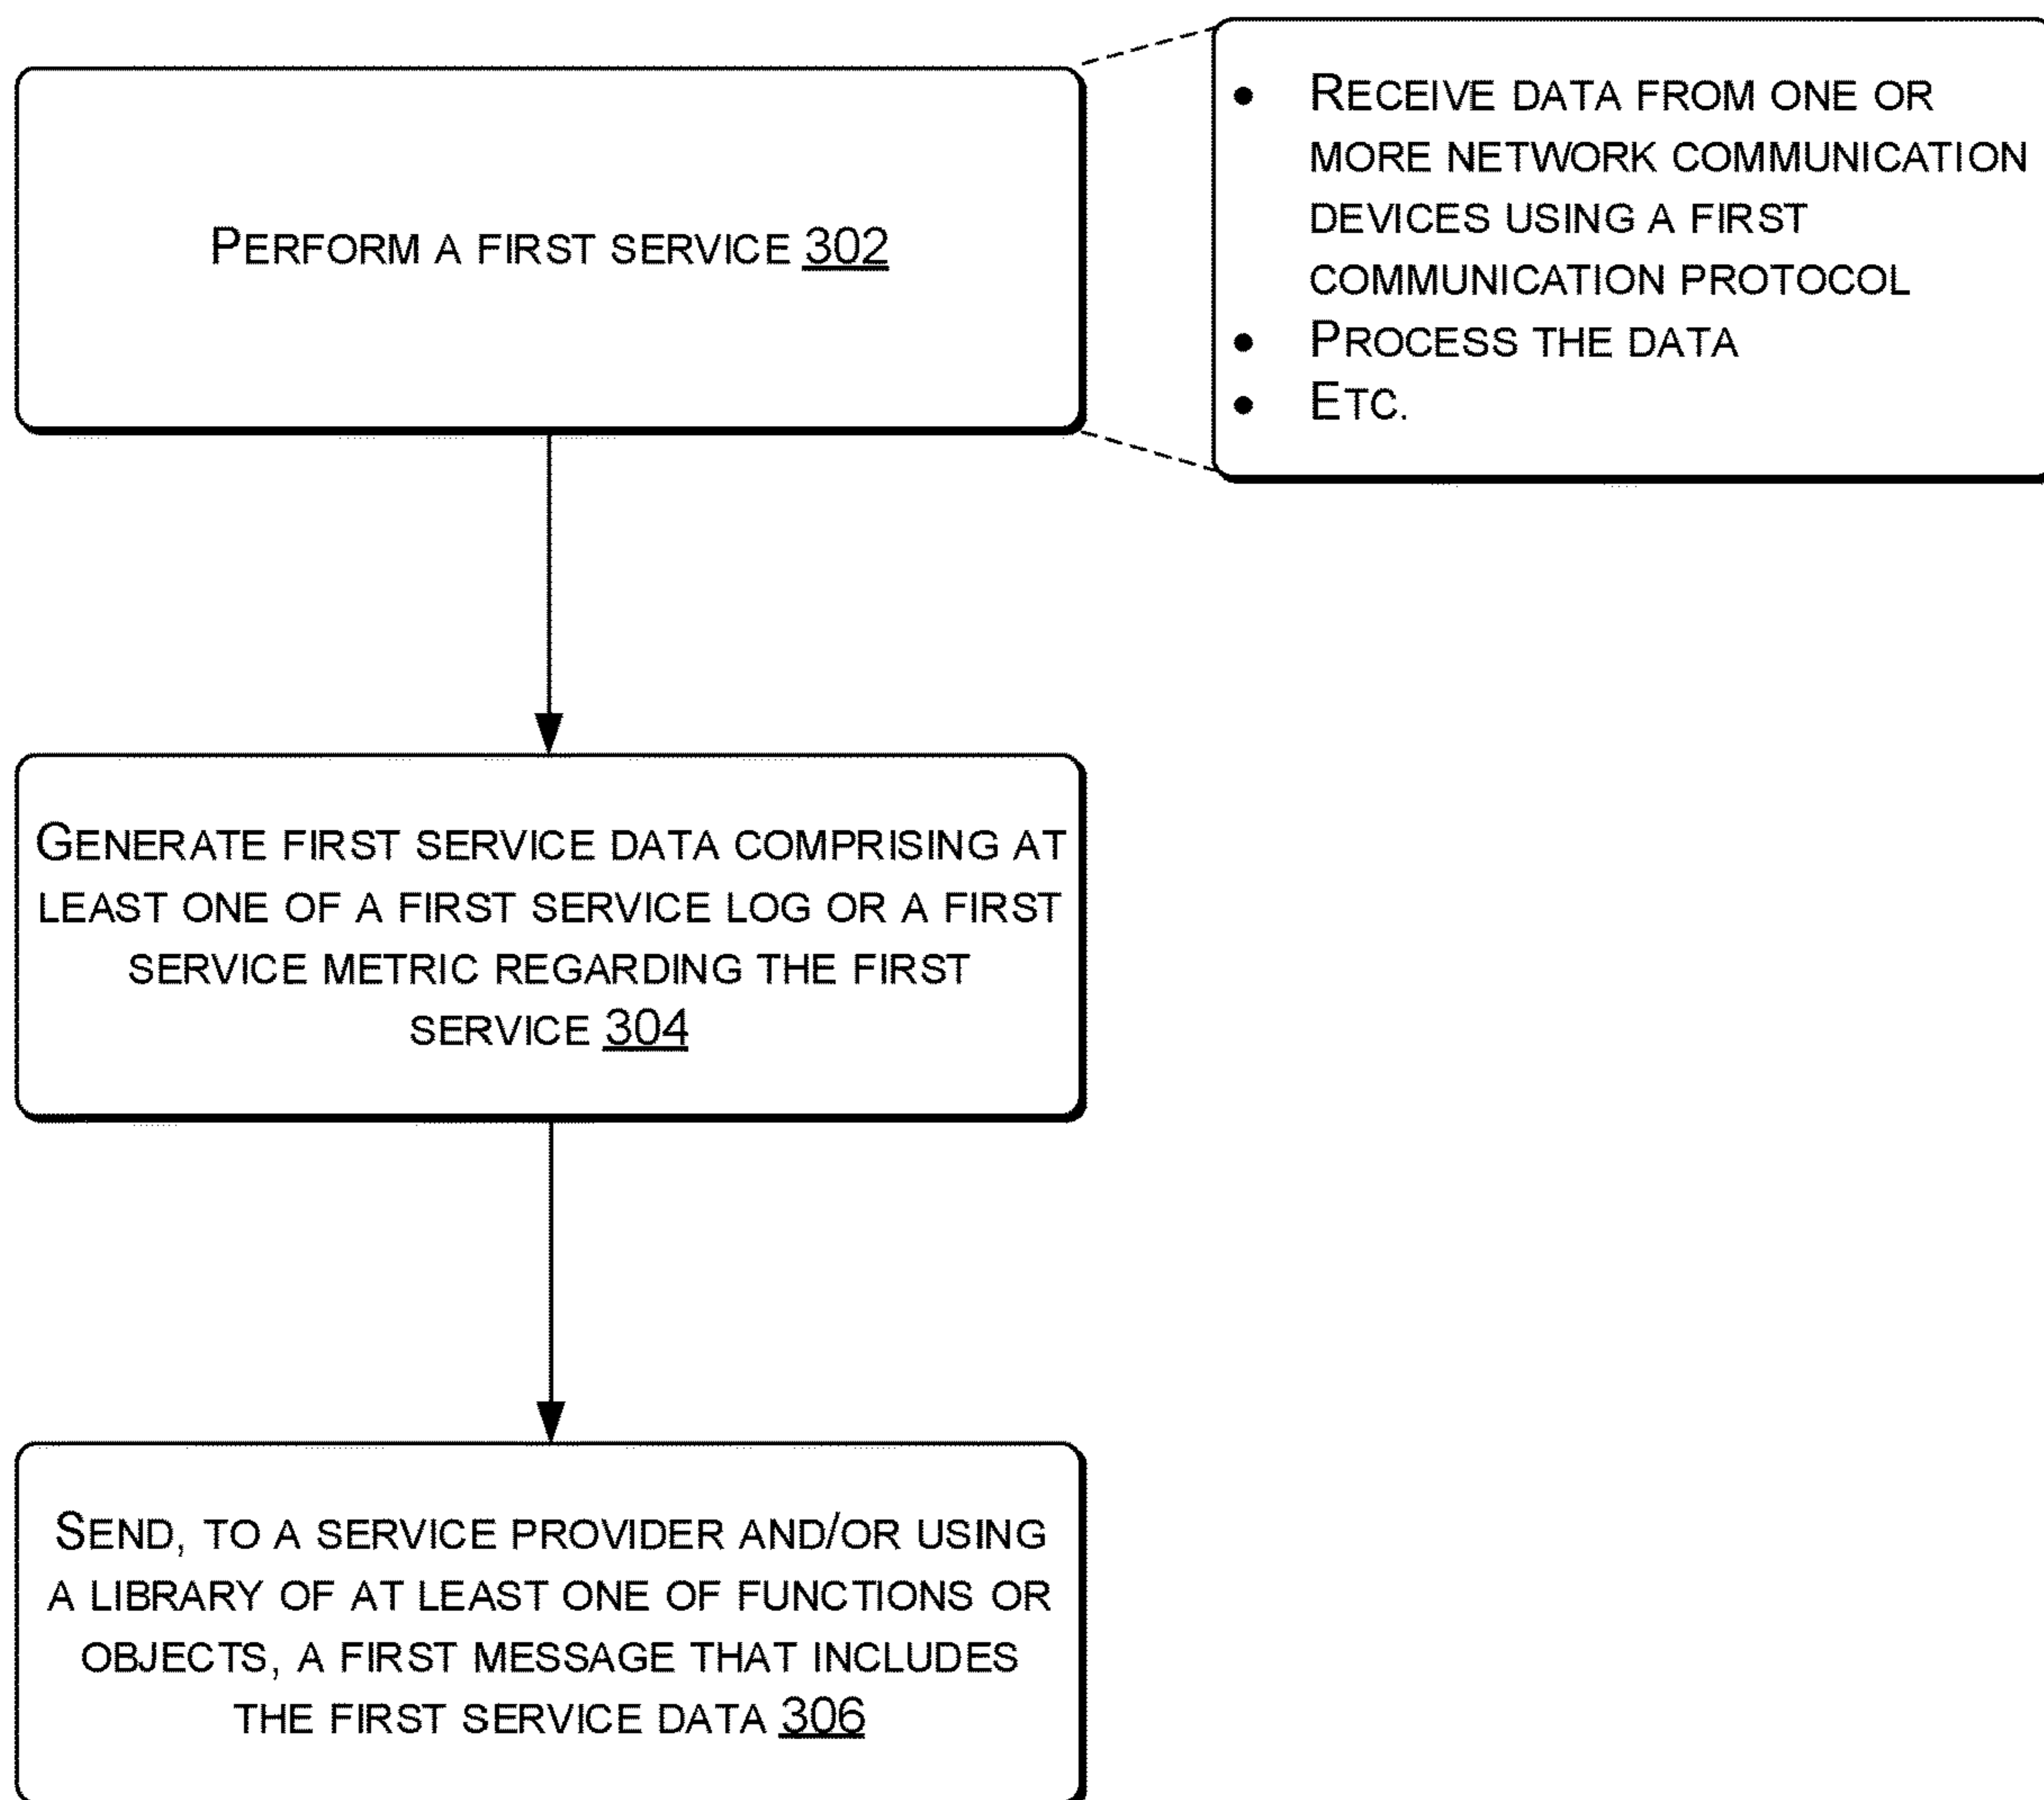 PERFORM A FIRST SERVICE 302
• RECEIVE DATA FROM ONE OR
MORE NETWORK COMMUNICATION
DEVICES USING A FIRST
COMMUNICATION PROTOCOL
• PROCESS THE DATA
• ETC.
GENERATE FIRST SERVICE DATA COMPRISING AT
LEAST ONE OF A FIRST SERVICE LOG OR A FIRST
SERVICE METRIC REGARDING THE FIRST
SERVICE 304
SEND, TO A SERVICE PROVIDER AND/OR USING
A LIBRARY OF AT LEAST ONE OF FUNCTIONS OR
OBJECTS, A FIRST MESSAGE THAT INCLUDES
THE FIRST SERVICE DATA 306